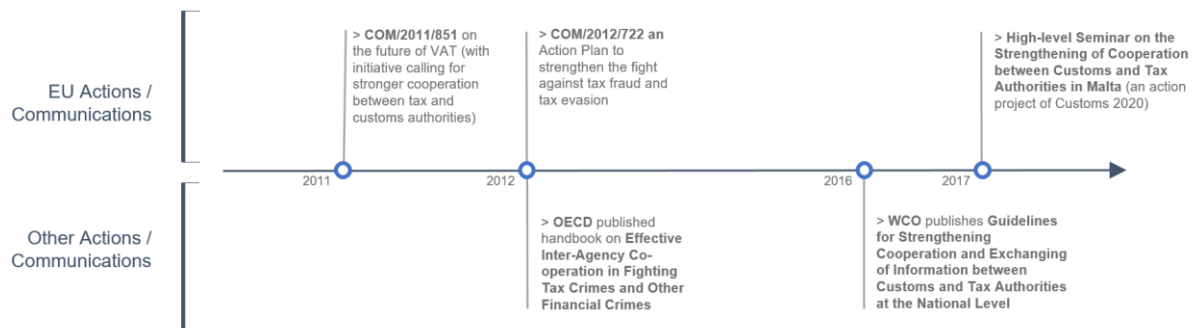 EU Actions /
Communications
> COM/2011/851 on
the future of VAT (with
initiative calling for
stronger cooperation
between tax and
customs authorities)
> COM/2012/722 an
Action Plan to
strengthen the fight
against tax fraud and
tax evasion
> High-level Seminar on the
Strengthening of Cooperation
between Customs and Tax
Authorities in Malta (an action
project of Customs 2020)
2011
2012
2016
2017
Other Actions /
Communications
> OECD published
handbook on Effective
Inter-Agency Co-
operation in Fighting
Tax Crimes and Other
Financial Crimes
> WCO publishes Guidelines
for Strengthening
Cooperation and Exchanging
of Information between
Customs and Tax Authorities
at the National Level